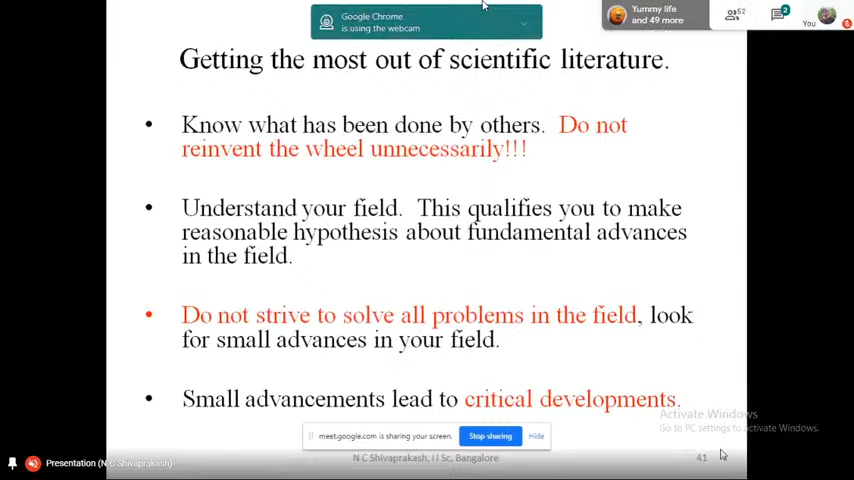 Google Chrome
is using the webcam
Yummy life
and 49 more
52
2
You
Getting the most out of scientific literature.
• Know what has been done by others. Do not
reinvent the wheel unnecessarily!!!
• Understand your field. This qualifies you to make
reasonable hypothesis about fundamental advances
in the field.
• Do not strive to solve all problems in the field, look
for small advances in your field.
• Small advancements lead to critical developments.
Activate Windows
Go to PC settings to activate Windows.
meet.google.com is sharing your screen.
Stop sharing
Hide
N C Shivaprakash, I I Sc, Bangalore
41
Presentation (N C Shivaprakash)